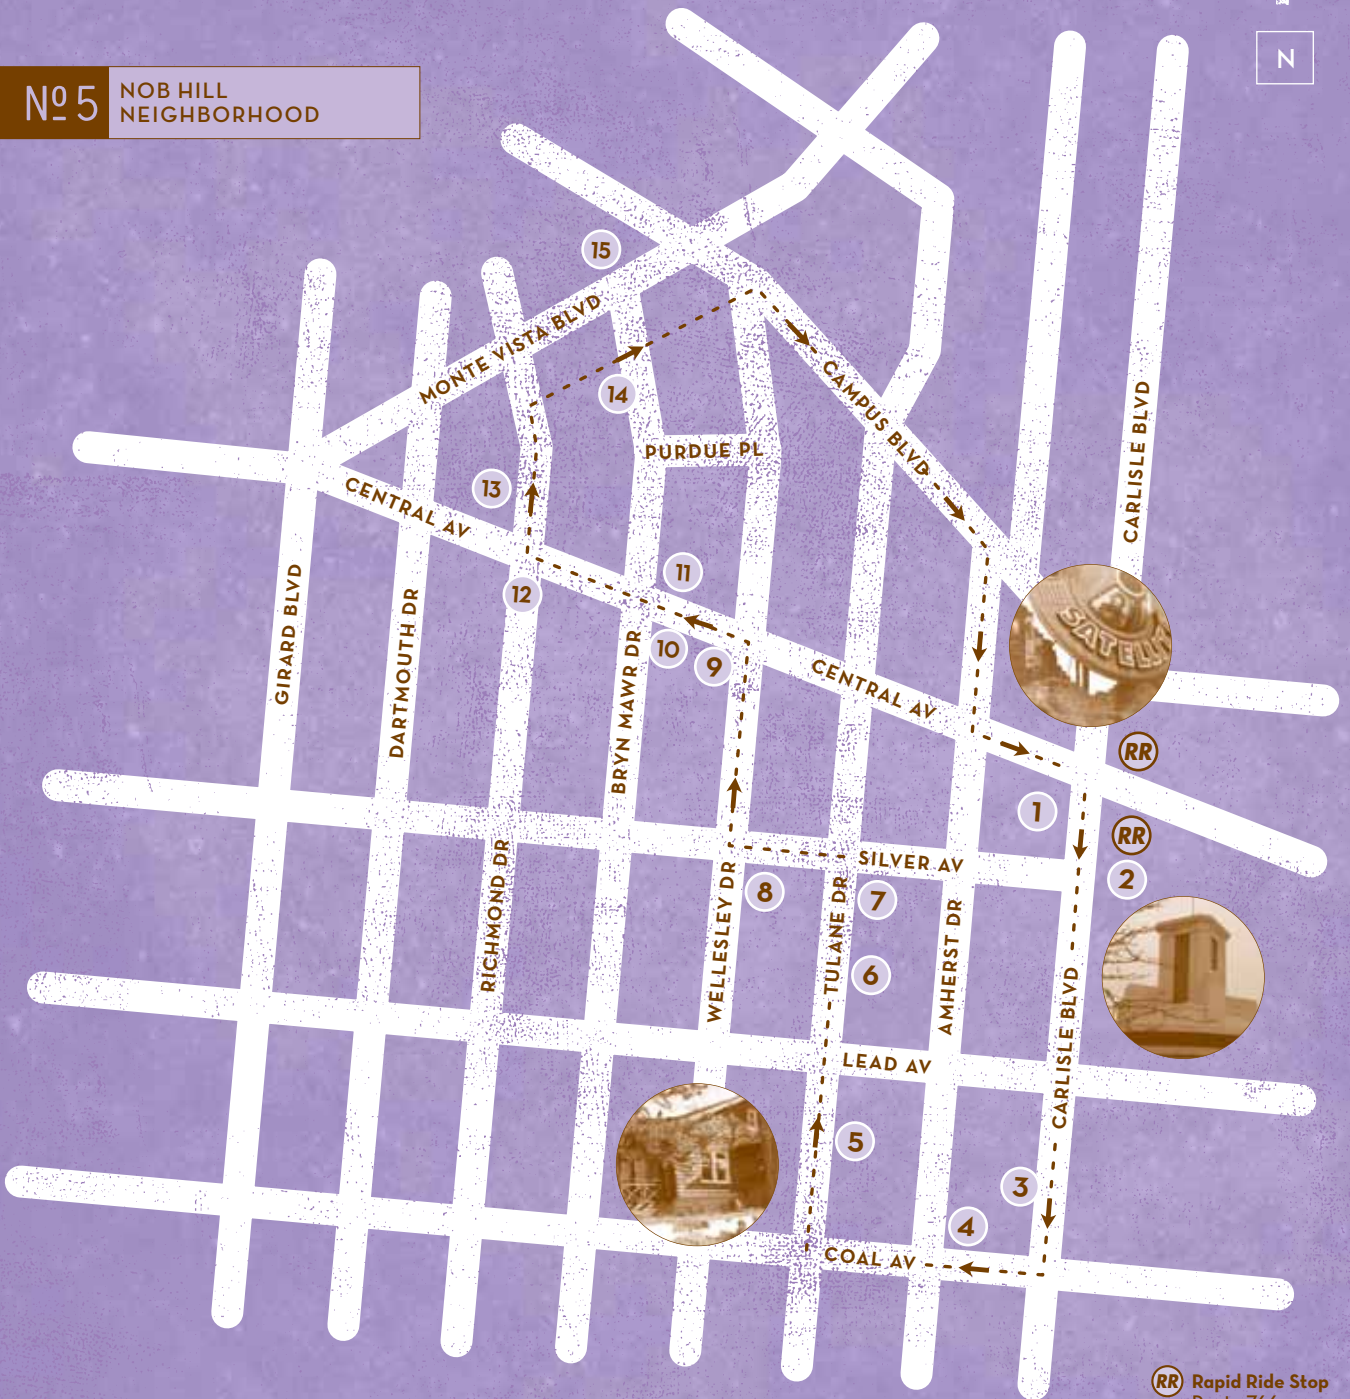 N
Nº 5
NOB HILL
NEIGHBORHOOD
15
MONTE VISTA BLVD
14
CAMPUS BLVD
CARLISLE BLVD
PURDUE PL
13
CENTRAL AV
11
12
GIRARD BLVD
DARTMOUTH DR
BRYN MAWR DR
10
9
CENTRAL AV
SATELLI
RR
1
RR
2
SILVER AV
8
7
RICHMOND DR
WELLESLEY DR
TULANE DR
AMHERST DR
6
CARLISLE BLVD
LEAD AV
5
3
4
COAL AV
RR Rapid Ride Stop